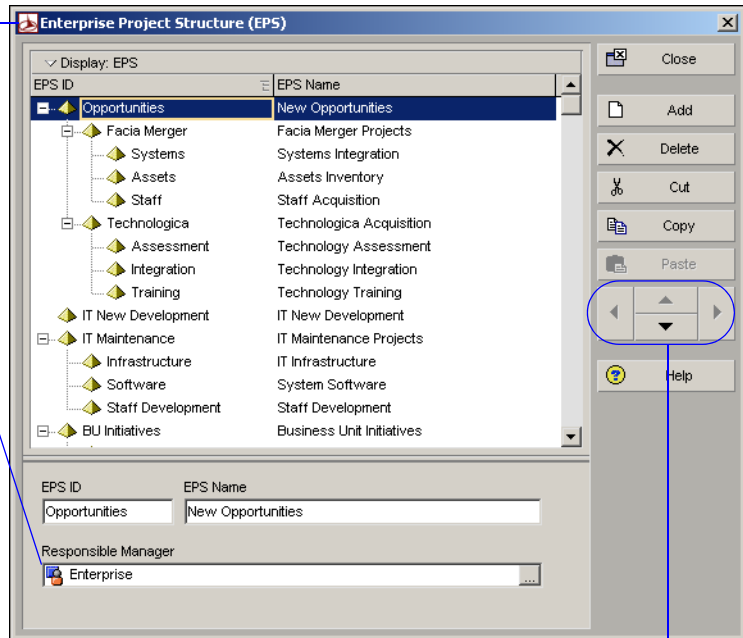 Enterprise Project Structure (EPS)
Display: EPS
EPS ID EPS Name
Opportunities New Opportunities
Facia Merger Facia Merger Projects
Systems Systems Integration
Assets Assets Inventory
Staff Staff Acquisition
Technologica Technologica Acquisition
Assessment Technology Assessment
Integration Technology Integration
Training Technology Training
IT New Development IT New Development
IT Maintenance IT Maintenance Projects
Infrastructure IT Infrastructure
Software System Software
Staff Development Staff Development
BU Initiatives Business Unit Initiatives
EPS ID EPS Name
Opportunities New Opportunities
Responsible Manager
Enterprise ...
Close
Add
Delete
Cut
Copy
Paste
Help